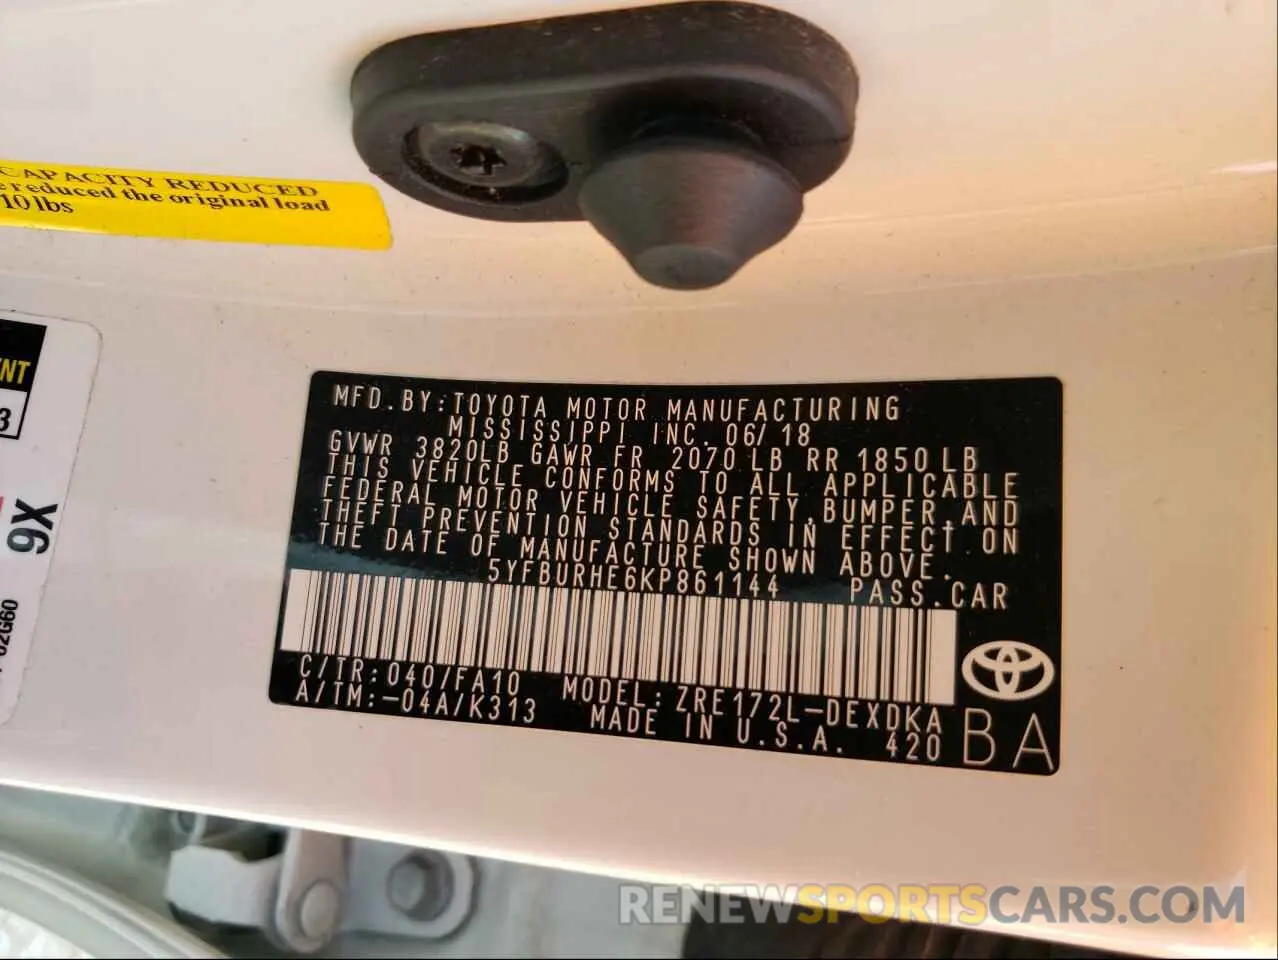 CAPACITY REDUCED
reduced the original load
10 lbs
NT
3
9X
02G60
MFD.BY:TOYOTA MOTOR MANUFACTURING
MISSISSIPPI INC. 06/18
GVWR 3820LB GAWR FR 2070 LB RR 1850 LB
THIS VEHICLE CONFORMS TO ALL APPLICABLE
FEDERAL MOTOR VEHICLE SAFETY, BUMPER, AND
THEFT PREVENTION STANDARDS IN EFFECT ON
THE DATE OF MANUFACTURE SHOWN ABOVE.
5YFBURHE6KP861144 PASS.CAR
C/TR:040/FA10 MODEL:ZRE172L-DEXDKA
A/TM:-04A/K313 MADE IN U.S.A. 420
BA
RENEWSPORTSCARS.COM